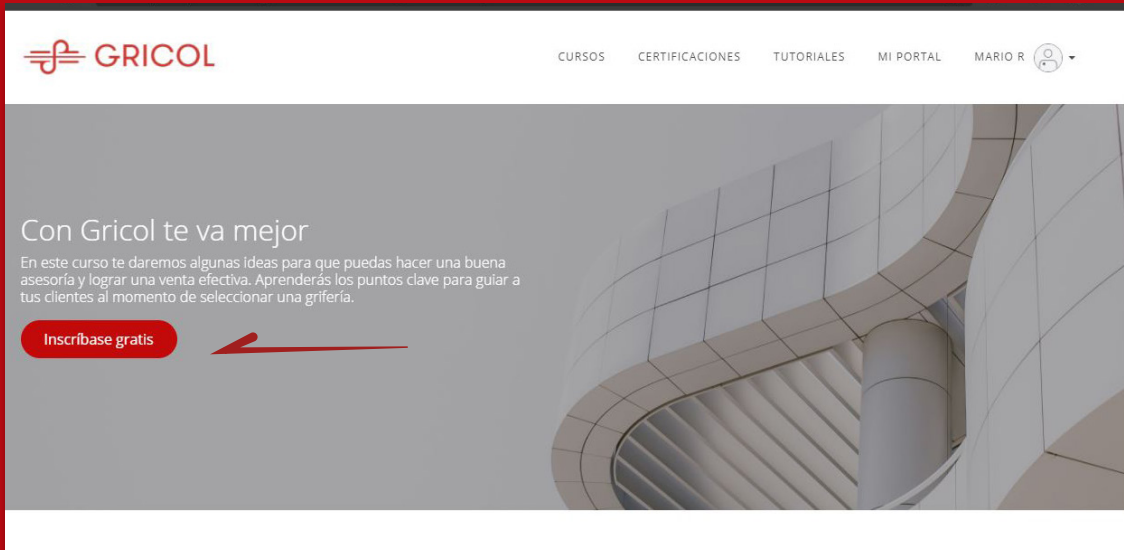 GRICOL
CURSOS CERTIFICACIONES TUTORIALES MI PORTAL MARIO R
Con Gricol te va mejor
En este curso te daremos algunas ideas para que puedas hacer una buena
asesoría y lograr una venta efectiva. Aprenderás los puntos clave para guiar a
tus clientes al momento de seleccionar una grifería.
Inscríbase gratis